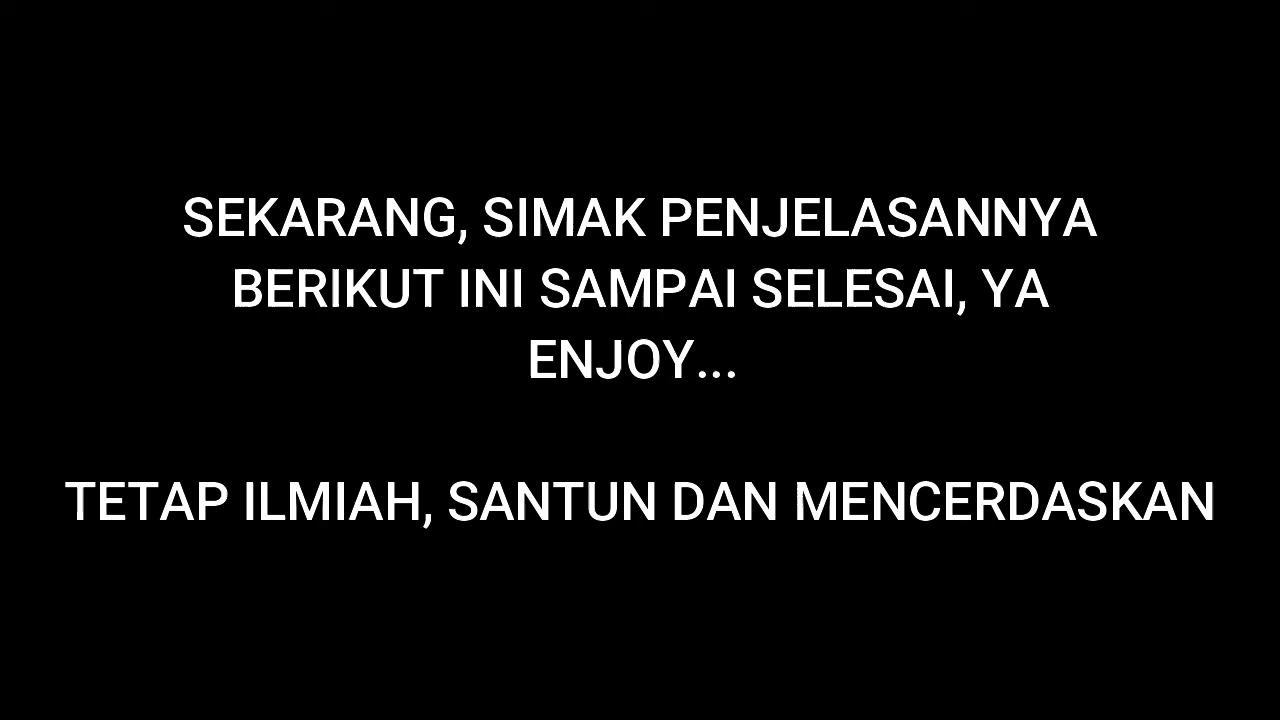 SEKARANG, SIMAK PENJELASANNYA
BERIKUT INI SAMPAI SELESAI, YA
ENJOY...
TETAP ILMIAH, SANTUN DAN MENCERDASKAN